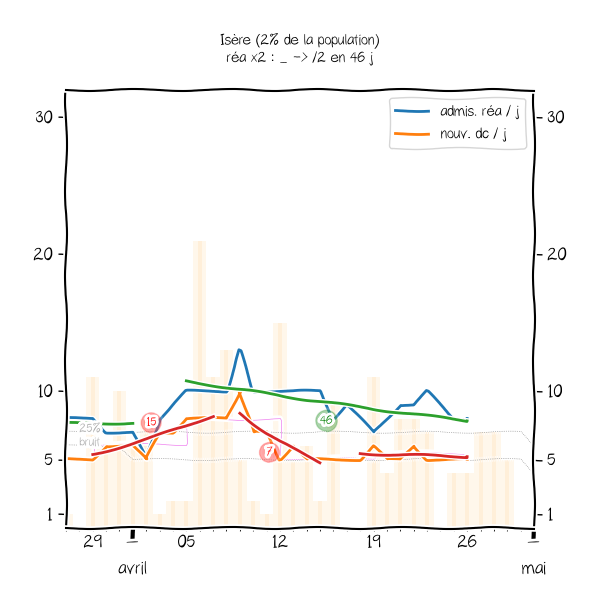 Isère (2% de la population)
réa x2 : _ -> /2 en 46 j
admis. réa / j
nouv. dc / j
30
30
20
20
10
10
15
46
25%
bruit
7
5
5
1
1
29
05
12
19
26
avril
mai